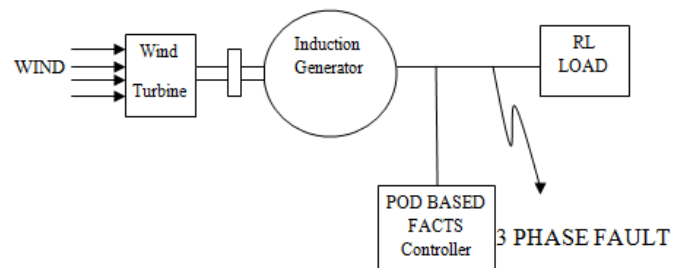 WIND
Wind
Turbine
Induction
Generator
RL
LOAD
POD BASED
FACTS
Controller
3 PHASE FAULT